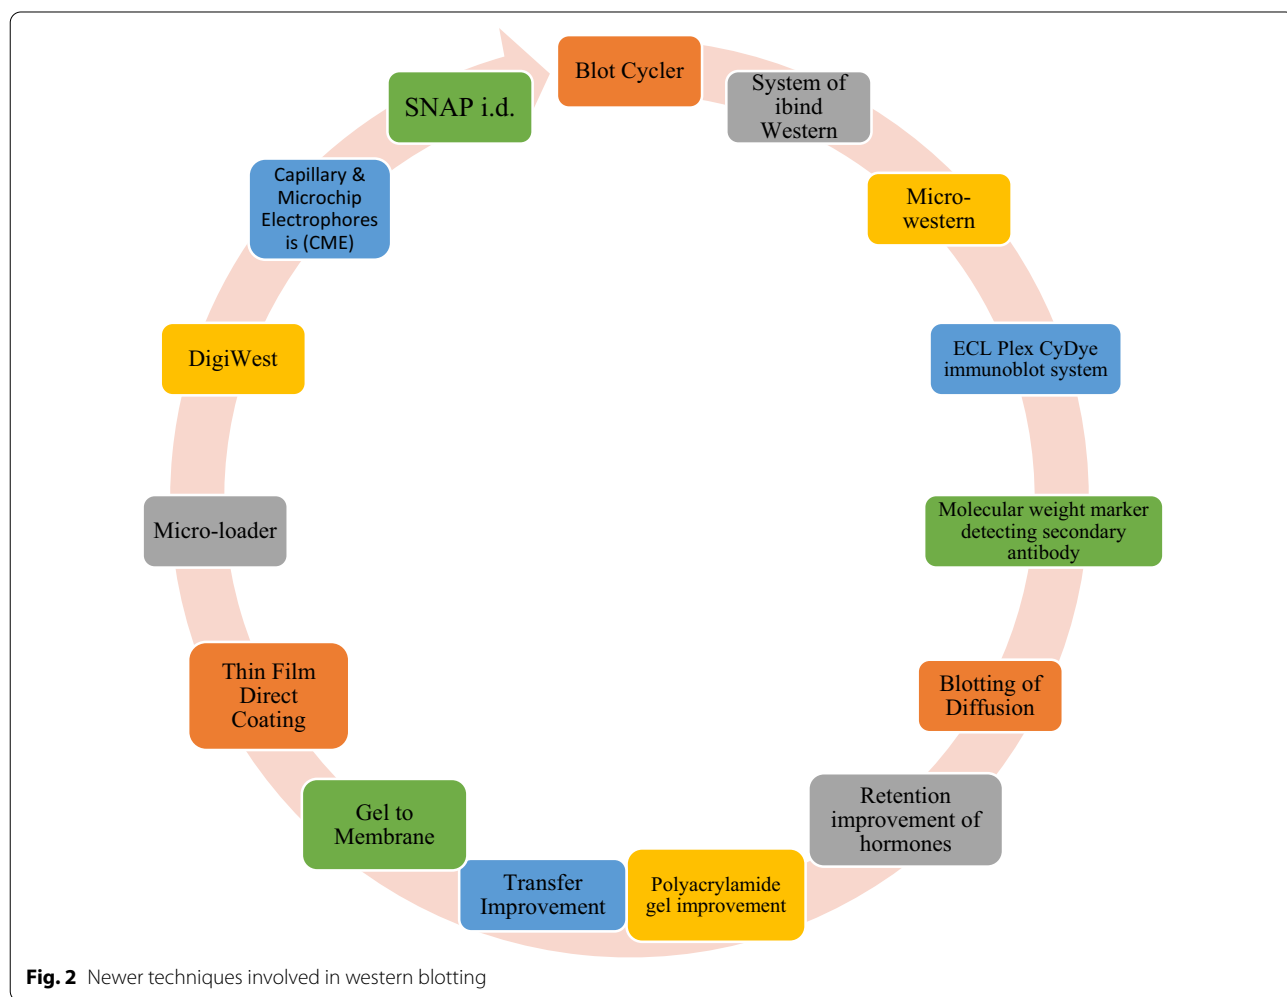 Blot Cycler
System of
ibind
Western
Micro-
western
ECL Plex CyDye
immunoblot system
Molecular weight marker
detecting secondary
antibody
Blotting of
Diffusion
Retention
improvement of
hormones
Polyacrylamide
gel improvement
Transfer
Improvement
Gel to
Membrane
Thin Film
Direct
Coating
Micro-loader
DigiWest
Capillary &
Microchip
Electrophores
is (CME)
SNAP i.d.
Fig. 2 Newer techniques involved in western blotting